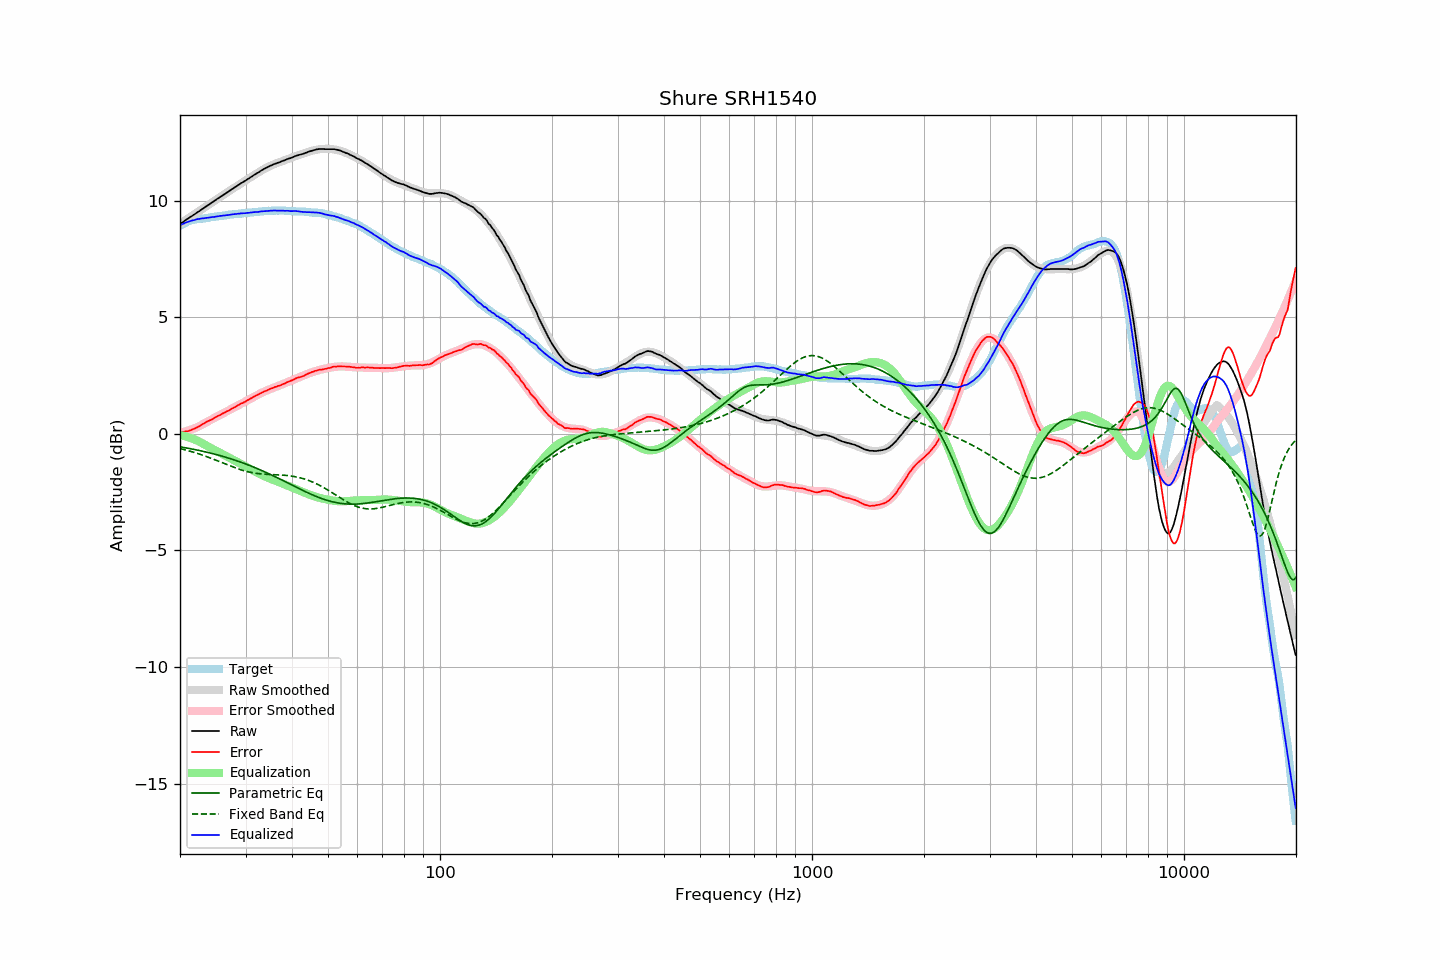 Shure SRH1540
Amplitude (dBr)
10
5
0
−5
−10
−15
Target
Raw Smoothed
Error Smoothed
Raw
Error
Equalization
Parametric Eq
Fixed Band Eq
Equalized
100
1000
10000
Frequency (Hz)